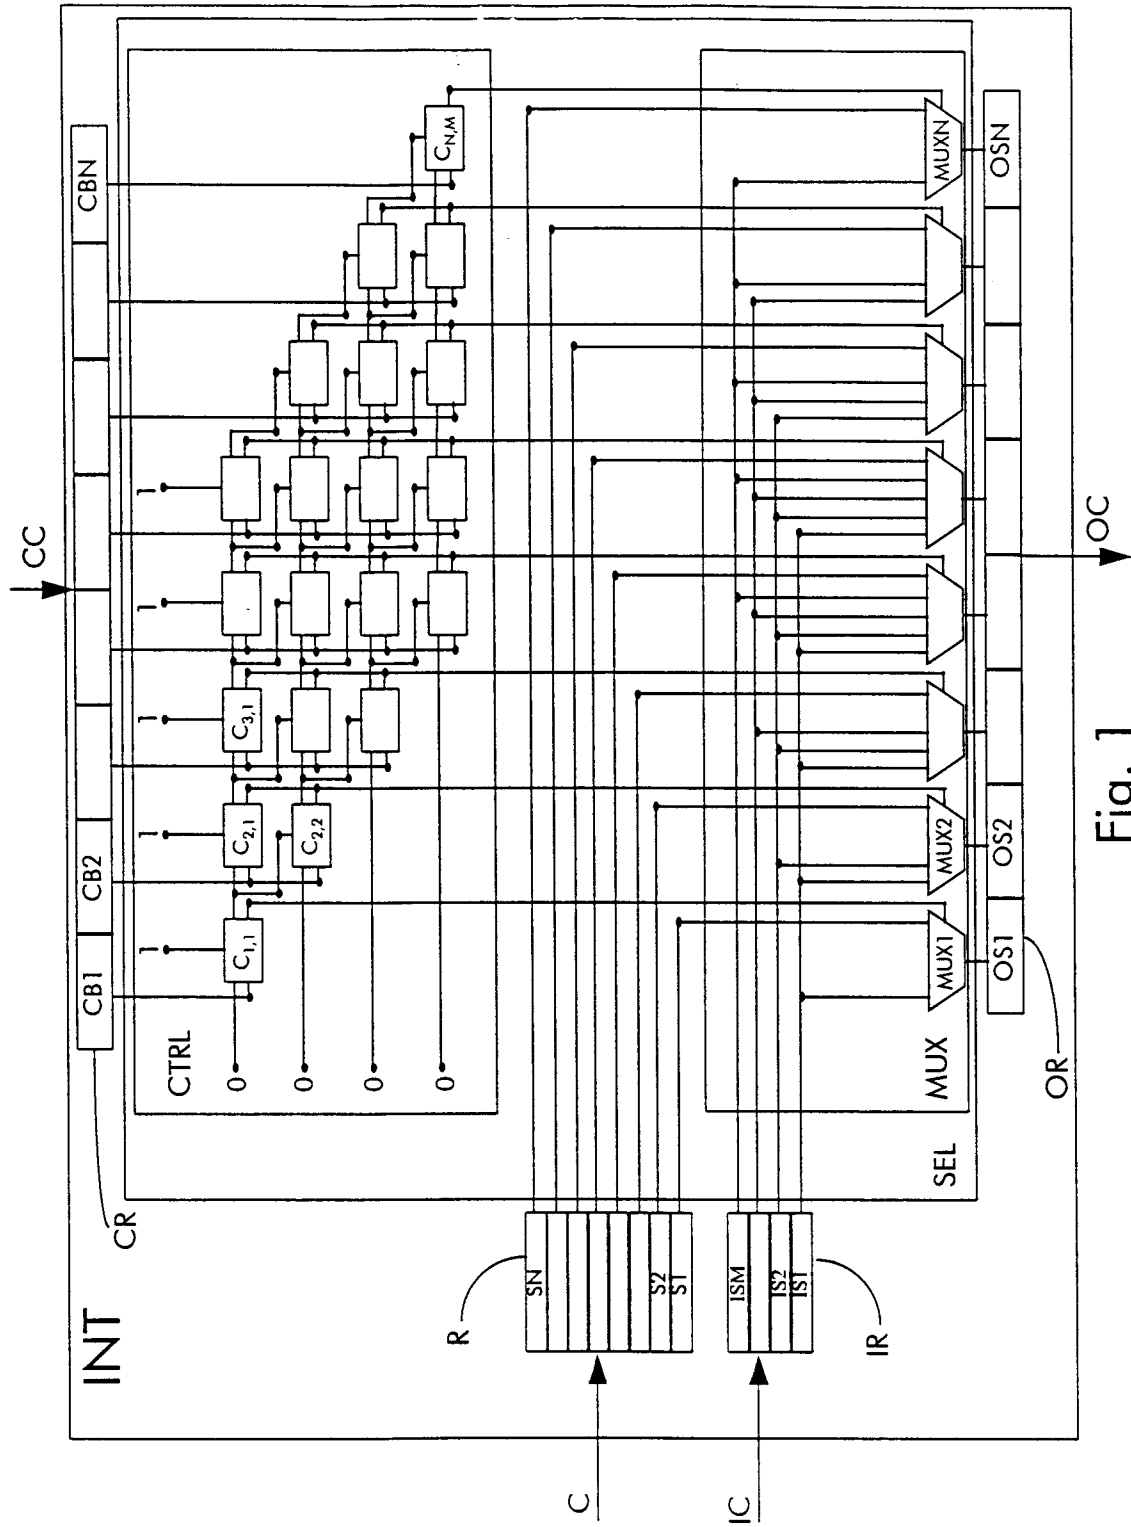 INT
CC
CR
CB1
CB2
CBN
CTRL
1
1
1
1
1
0
0
0
0
C1,1
C2,1
C2,2
C3,1
CN,M
C
R
SN
S2
S1
IC
IR
ISM
IS2
IS1
SEL
MUX
MUX1
MUX2
MUXN
OR
OS1
OS2
OSN
OC
Fig. 1